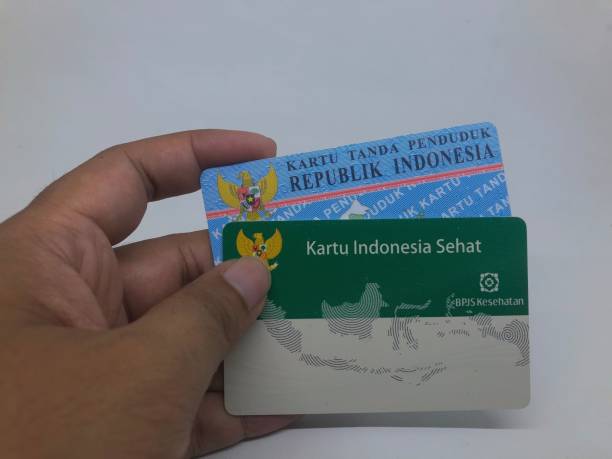 KARTU TANDA PENDUDUK
REPUBLIK INDONESIA
Kartu Indonesia Sehat
BPJS Kesehatan